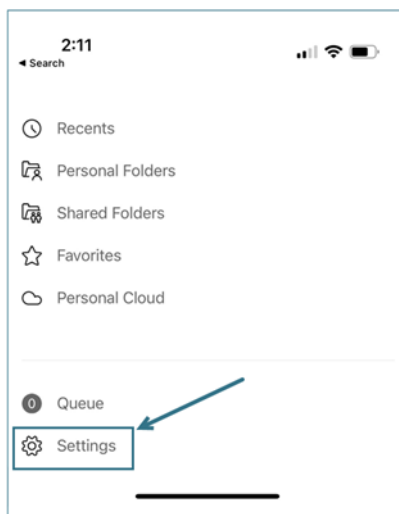 2:11
◀ Search
Recents
Personal Folders
Shared Folders
Favorites
Personal Cloud
0 Queue
Settings